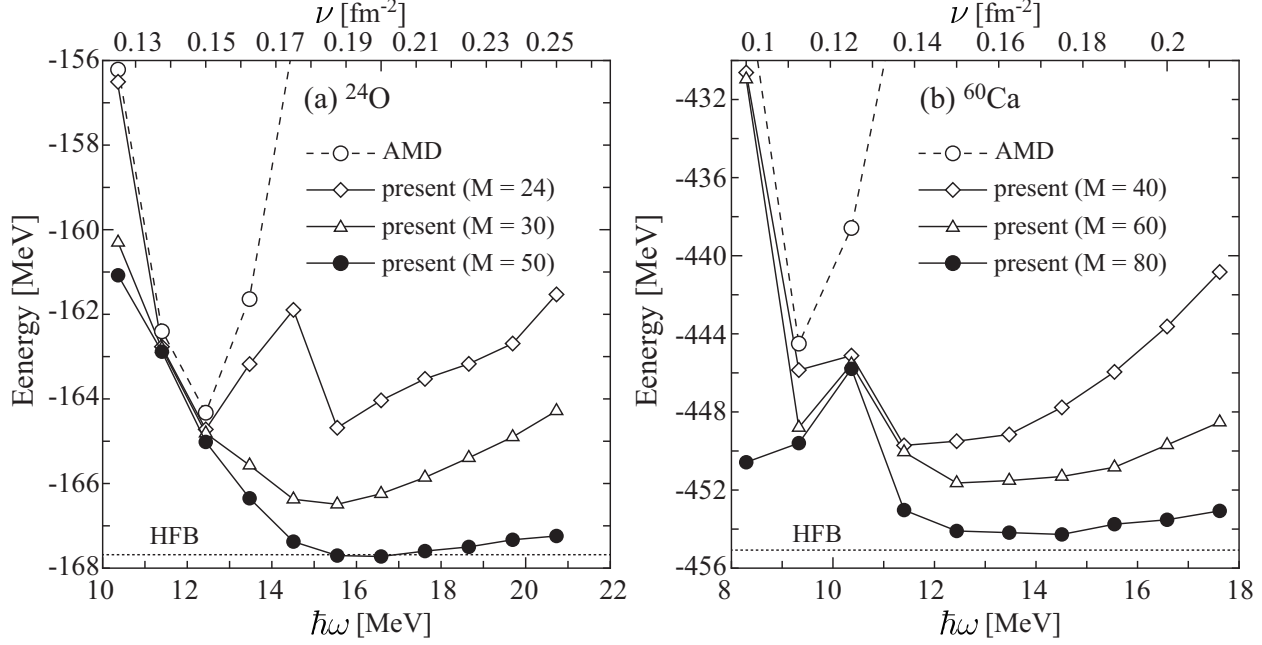 ν [fm-2]
0.13 0.15 0.17 0.19 0.21 0.23 0.25
-156
-158
-160
-162
-164
-166
-168
Eenergy [MeV]
(a) 24O
AMD
present (M = 24)
present (M = 30)
present (M = 50)
HFB
10 12 14 16 18 20 22
ħω [MeV]
ν [fm-2]
0.1 0.12 0.14 0.16 0.18 0.2
-432
-436
-440
-444
-448
-452
-456
Eenergy [MeV]
(b) 60Ca
AMD
present (M = 40)
present (M = 60)
present (M = 80)
HFB
8 10 12 14 16 18
ħω [MeV]